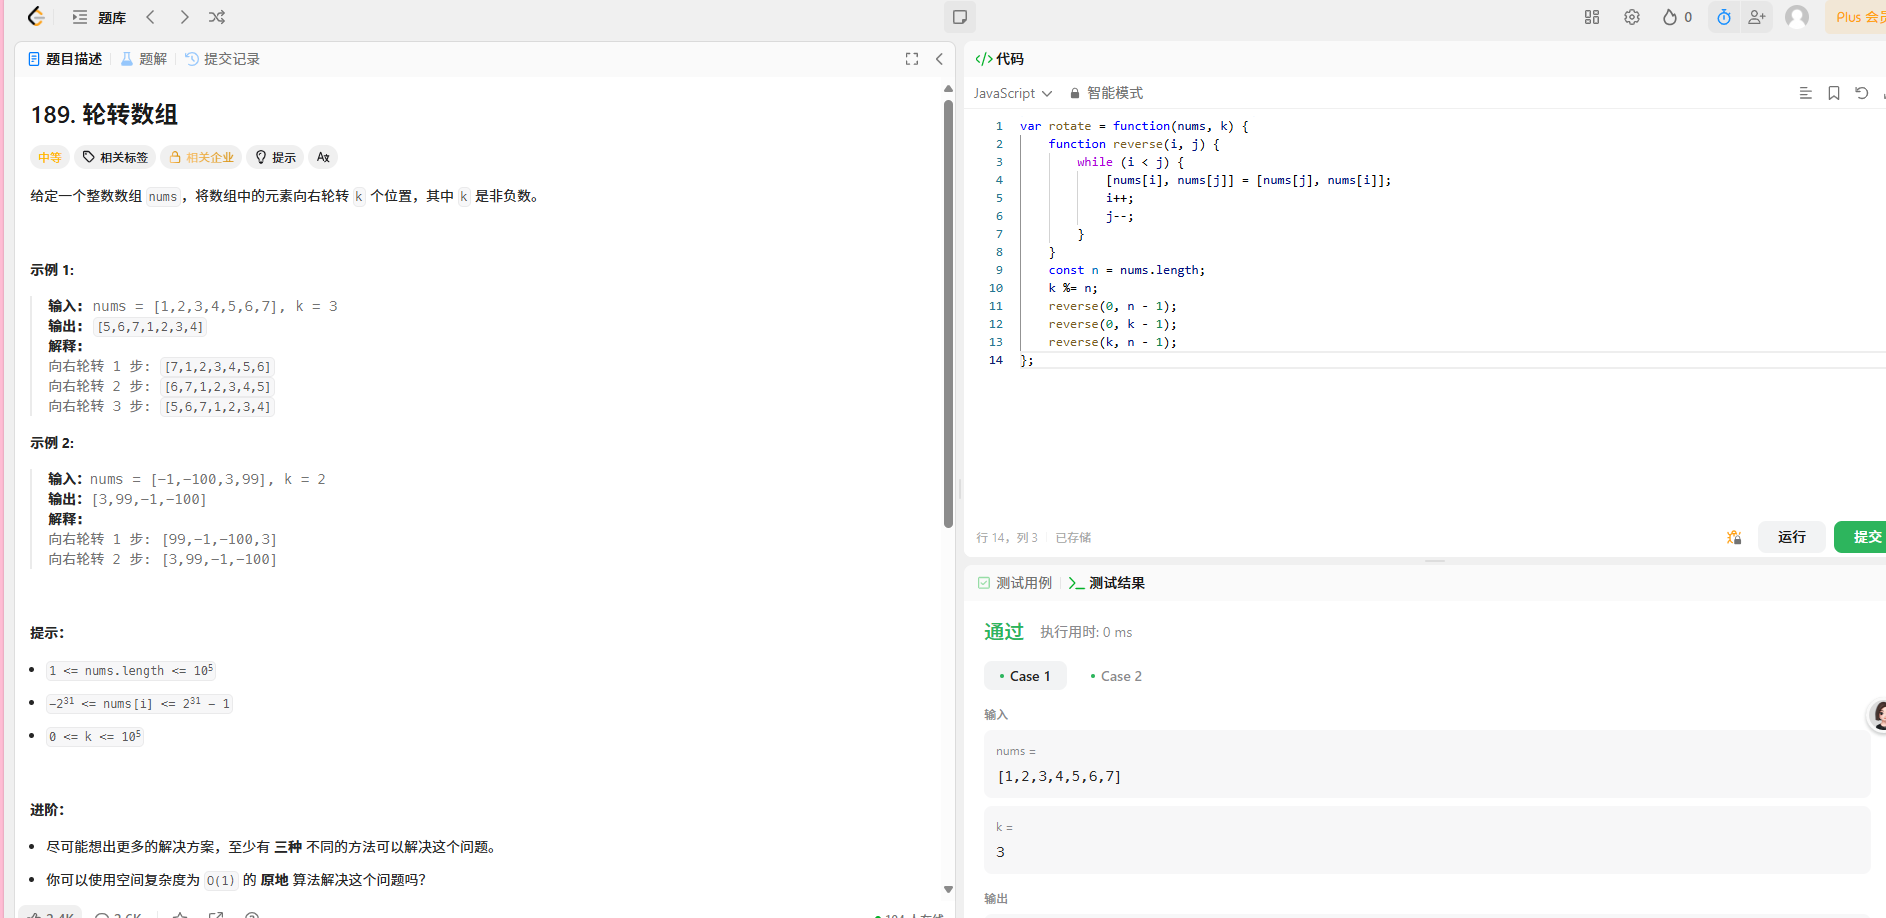 题库
0
Plus 会员
题目描述
题解
提交记录
189. 轮转数组
中等
相关标签
相关企业
提示
给定一个整数数组 nums，将数组中的元素向右轮转 k 个位置，其中 k 是非负数。
示例 1:
输入: nums = [1,2,3,4,5,6,7], k = 3
输出: [5,6,7,1,2,3,4]
解释:
向右轮转 1 步: [7,1,2,3,4,5,6]
向右轮转 2 步: [6,7,1,2,3,4,5]
向右轮转 3 步: [5,6,7,1,2,3,4]
示例 2:
输入：nums = [-1,-100,3,99], k = 2
输出：[3,99,-1,-100]
解释:
向右轮转 1 步: [99,-1,-100,3]
向右轮转 2 步: [3,99,-1,-100]
提示：
1 <= nums.length <= 10⁵
-2³¹ <= nums[i] <= 2³¹ - 1
0 <= k <= 10⁵
进阶：
尽可能想出更多的解决方案，至少有 三种 不同的方法可以解决这个问题。
你可以使用空间复杂度为 O(1) 的 原地 算法解决这个问题吗？
2.4K
2.6K
194 人在线
</> 代码
JavaScript
智能模式
1 var rotate = function(nums, k) {
2 function reverse(i, j) {
3 while (i < j) {
4 [nums[i], nums[j]] = [nums[j], nums[i]];
5 i++;
6 j--;
7 }
8 }
9 const n = nums.length;
10 k %= n;
11 reverse(0, n - 1);
12 reverse(0, k - 1);
13 reverse(k, n - 1);
14 };
行 14，列 3
已存储
运行
提交
测试用例
测试结果
通过
执行用时: 0 ms
Case 1
Case 2
输入
nums =
[1,2,3,4,5,6,7]
k =
3
输出